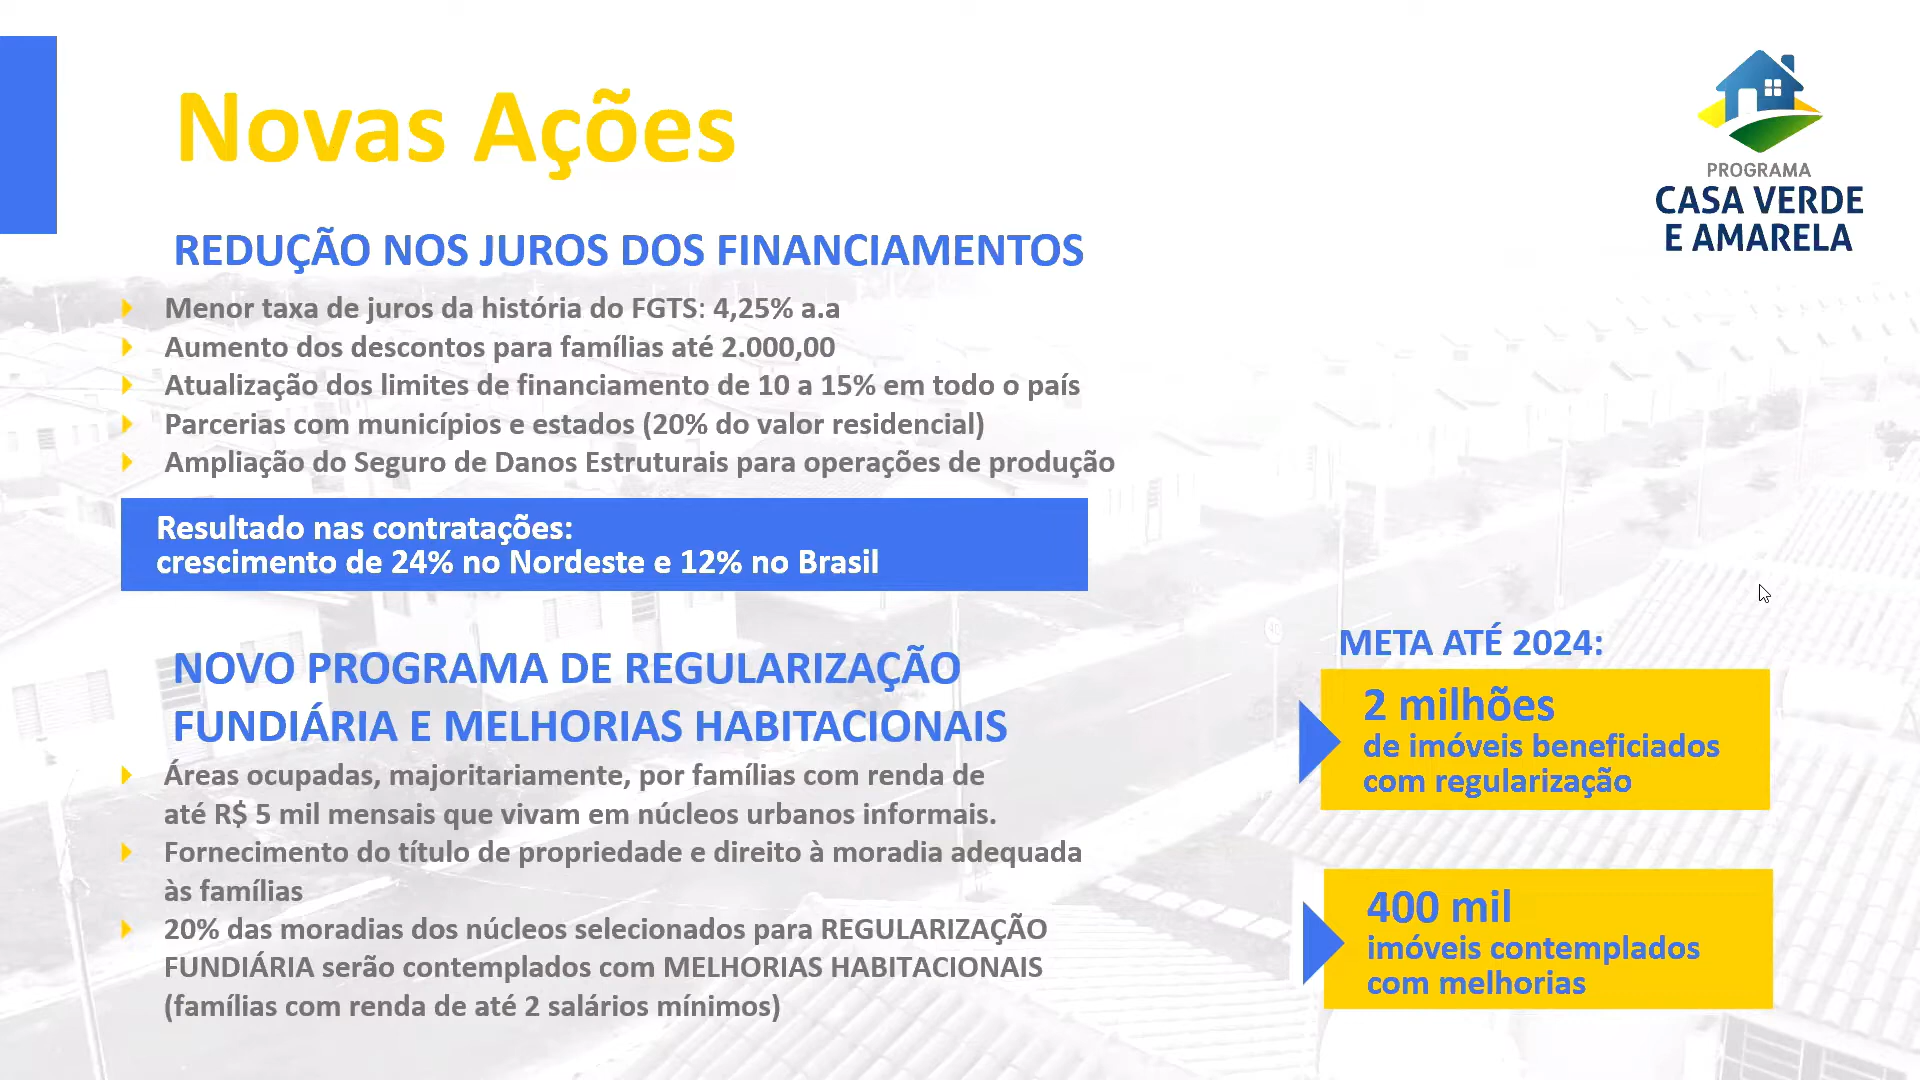 Novas Ações
PROGRAMA
CASA VERDE
E AMARELA
REDUÇÃO NOS JUROS DOS FINANCIAMENTOS
Menor taxa de juros da história do FGTS: 4,25% a.a
Aumento dos descontos para famílias até 2.000,00
Atualização dos limites de financiamento de 10 a 15% em todo o país
Parcerias com municípios e estados (20% do valor residencial)
Ampliação do Seguro de Danos Estruturais para operações de produção
Resultado nas contratações:
crescimento de 24% no Nordeste e 12% no Brasil
NOVO PROGRAMA DE REGULARIZAÇÃO
FUNDIÁRIA E MELHORIAS HABITACIONAIS
Áreas ocupadas, majoritariamente, por famílias com renda de
até R$ 5 mil mensais que vivam em núcleos urbanos informais.
Fornecimento do título de propriedade e direito à moradia adequada
às famílias
20% das moradias dos núcleos selecionados para REGULARIZAÇÃO
FUNDIÁRIA serão contemplados com MELHORIAS HABITACIONAIS
(famílias com renda de até 2 salários mínimos)
META ATÉ 2024:
2 milhões
de imóveis beneficiados
com regularização
400 mil
imóveis contemplados
com melhorias